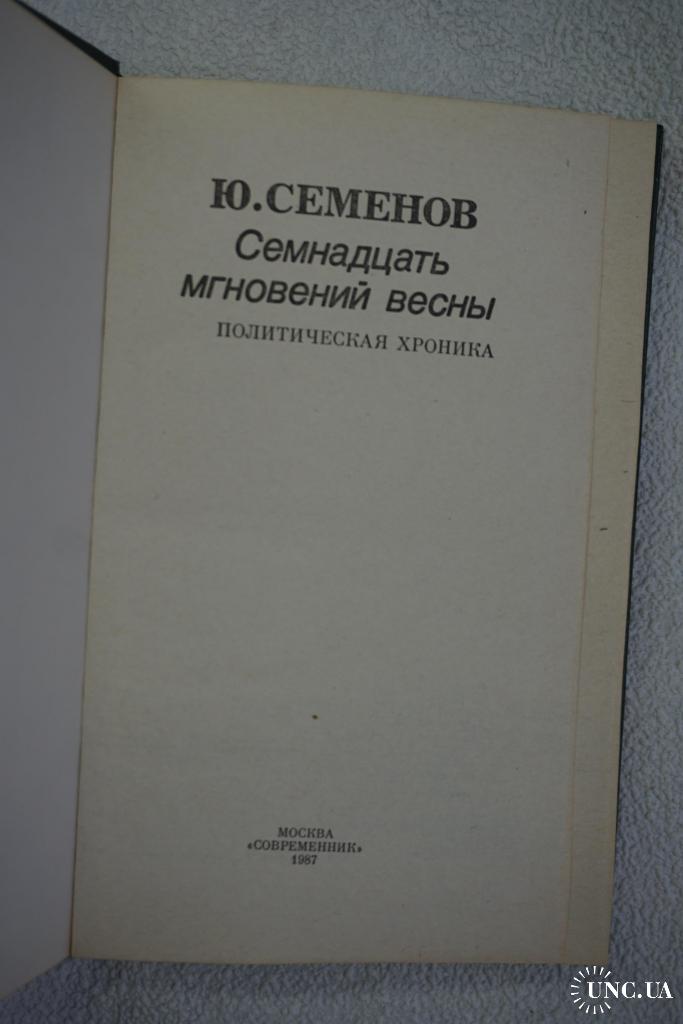 Ю.СЕМЕНОВ
Семнадцать
мгновений весны
ПОЛИТИЧЕСКАЯ ХРОНИКА
МОСКВА
«СОВРЕМЕННИК»
1987
UNC.UA